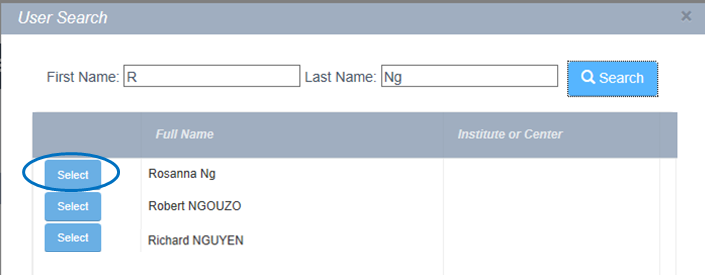 User Search ×
First Name: R Last Name: Ng Search
Full Name Institute or Center
Select Rosanna Ng
Select Robert NGOUZO
Select Richard NGUYEN